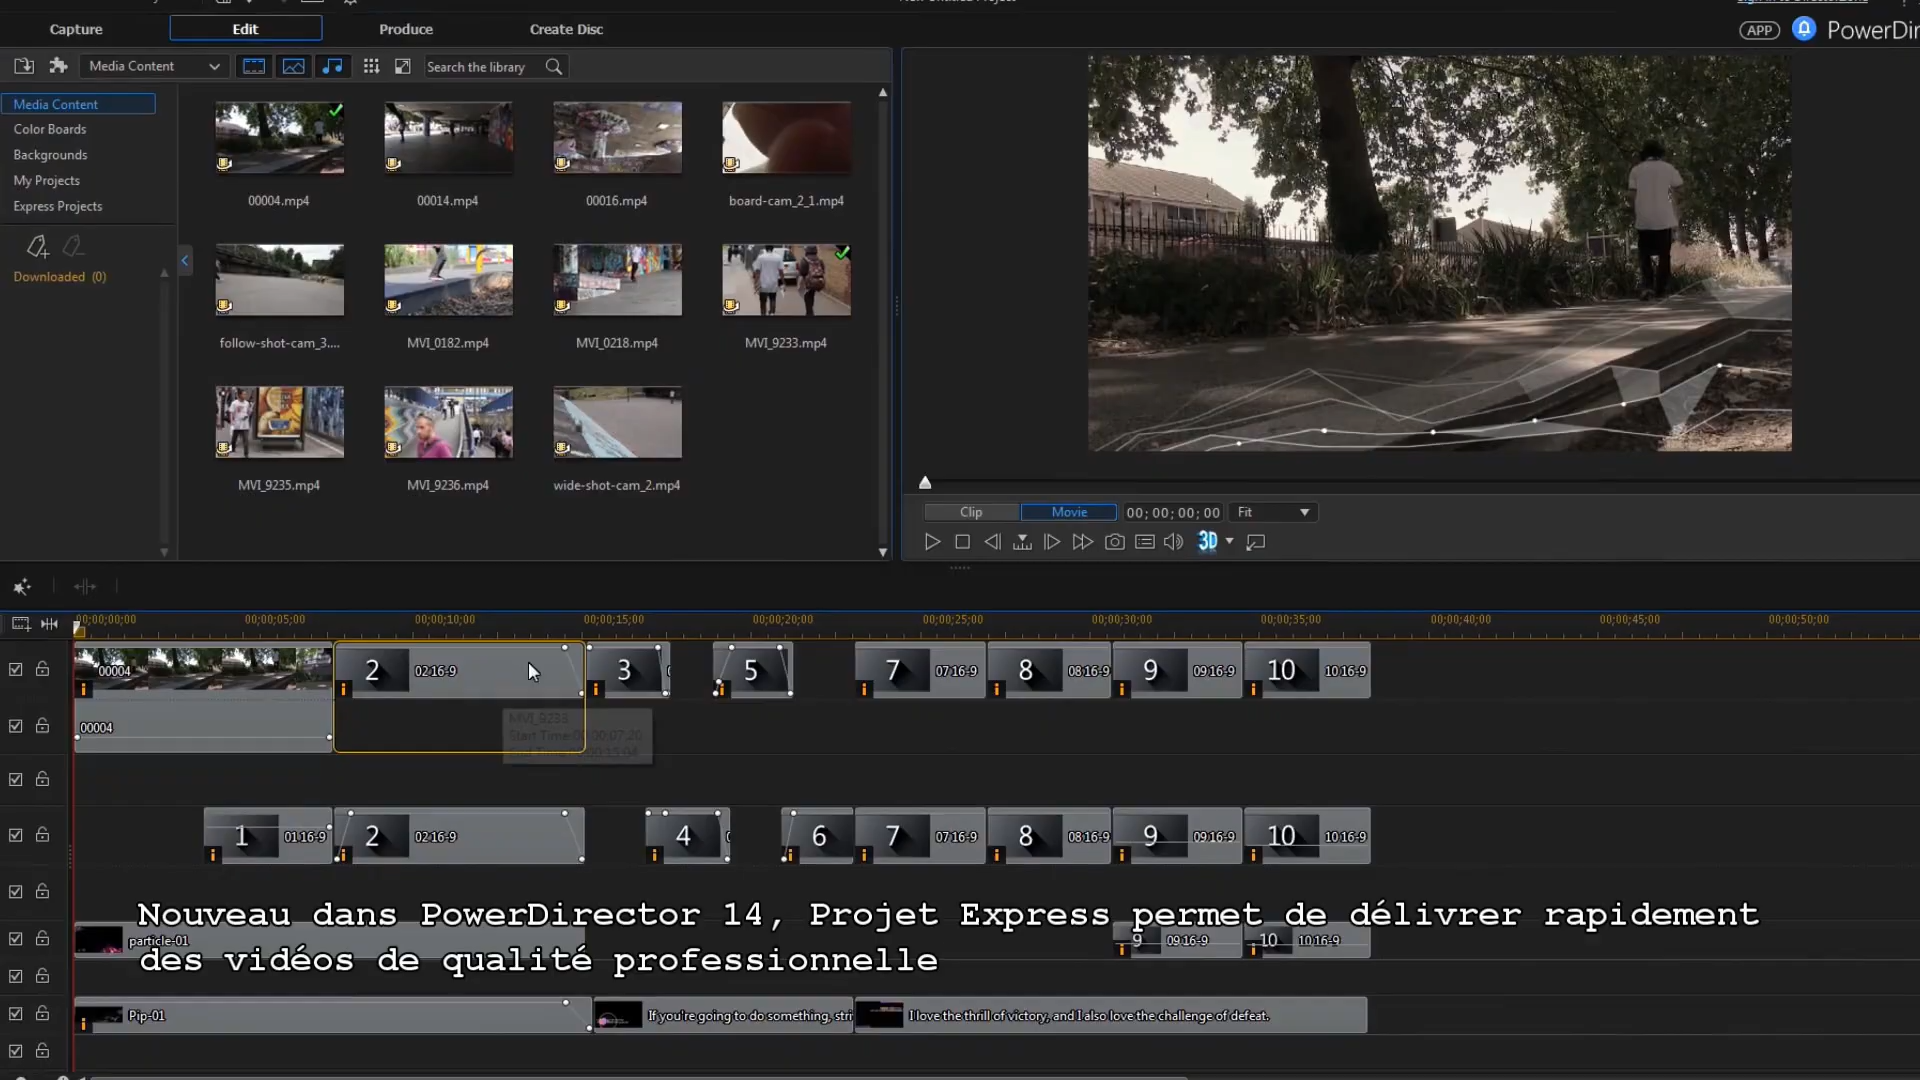 Capture
Edit
Produce
Create Disc
APP
PowerDir
Media Content
Search the library
Media Content
Color Boards
Backgrounds
My Projects
Express Projects
Downloaded (0)
00004.mp4
00014.mp4
00016.mp4
board-cam_2_1.mp4
follow-shot-cam_3....
MVI_0182.mp4
MVI_0218.mp4
MVI_9233.mp4
MVI_9235.mp4
MVI_9236.mp4
wide-shot-cam_2.mp4
Clip
Movie
00; 00; 00; 00
Fit
3D
00;00;00;00
00;00;05;00
00;00;10;00
00;00;15;00
00;00;20;00
00;00;25;00
00;00;30;00
00;00;35;00
00;00;40;00
00;00;45;00
00;00;50;00
00004
2 02:16-9
3
5
7 07:16-9
8 08:16-9
9 09:16-9
10 10:16-9
00004
MVI_9233
Start Time:00:00:07;20
End Time:00:00:15;04
1 01:16-9
2 02:16-9
4
6
7 07:16-9
8 08:16-9
9 09:16-9
10 10:16-9
Nouveau dans PowerDirector 14, Projet Express permet de délivrer rapidement
des vidéos de qualité professionnelle
particle-01
9 09:16-9
10 10:16-9
Pip-01
If you're going to do something, stri
I love the thrill of victory, and I also love the challenge of defeat.